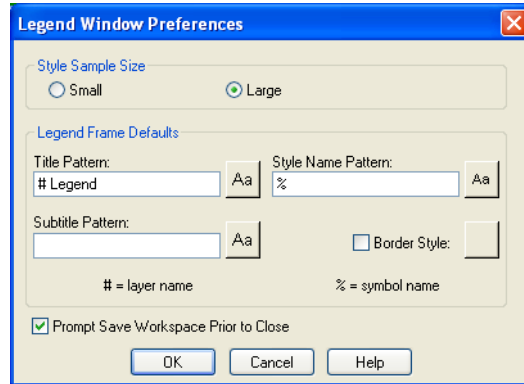 Legend Window Preferences
Style Sample Size
Small Large
Legend Frame Defaults
Title Pattern: Style Name Pattern:
# Legend Aa % Aa
Subtitle Pattern:
Aa Border Style:
# = layer name % = symbol name
Prompt Save Workspace Prior to Close
OK Cancel Help